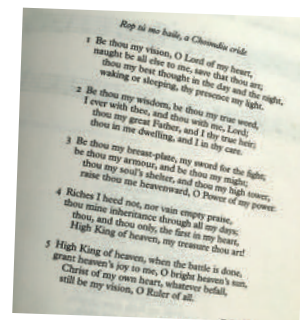 Rop tú mo baile, a Choimdiu cride
1 Be thou my vision, O Lord of my heart,
naught be all else to me, save that thou art;
thou my best thought in the day and the night,
waking or sleeping, thy presence my light.
2 Be thou my wisdom, be thou my true word,
I ever with thee, and thou with me, Lord;
thou my great Father, and I thy true heir;
thou in me dwelling, and I in thy care.
3 Be thou my breast-plate, my sword for the fight;
be thou my armour, and be thou my might;
thou my soul's shelter, and thou my high tower,
raise thou me heavenward, O Power of my power.
4 Riches I heed not, nor vain empty praise,
thou mine inheritance through all my days;
thou, and thou only, the first in my heart,
High King of heaven, my treasure thou art!
5 High King of heaven, when the battle is done,
grant heaven's joy to me, O bright heaven's sun,
Christ of my own heart, whatever befall,
still be my vision, O Ruler of all.